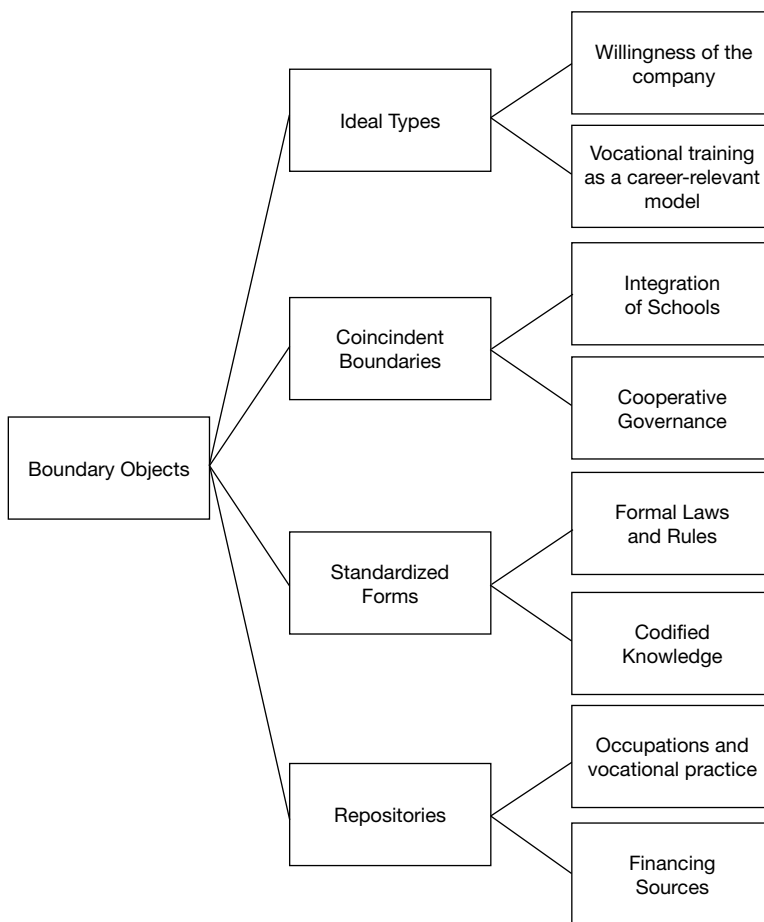 Boundary Objects
Ideal Types
Willingness of the
company
Vocational training
as a career-relevant
model
Coincindent
Boundaries
Integration
of Schools
Cooperative
Governance
Standardized
Forms
Formal Laws
and Rules
Codified
Knowledge
Repositories
Occupations and
vocational practice
Financing
Sources